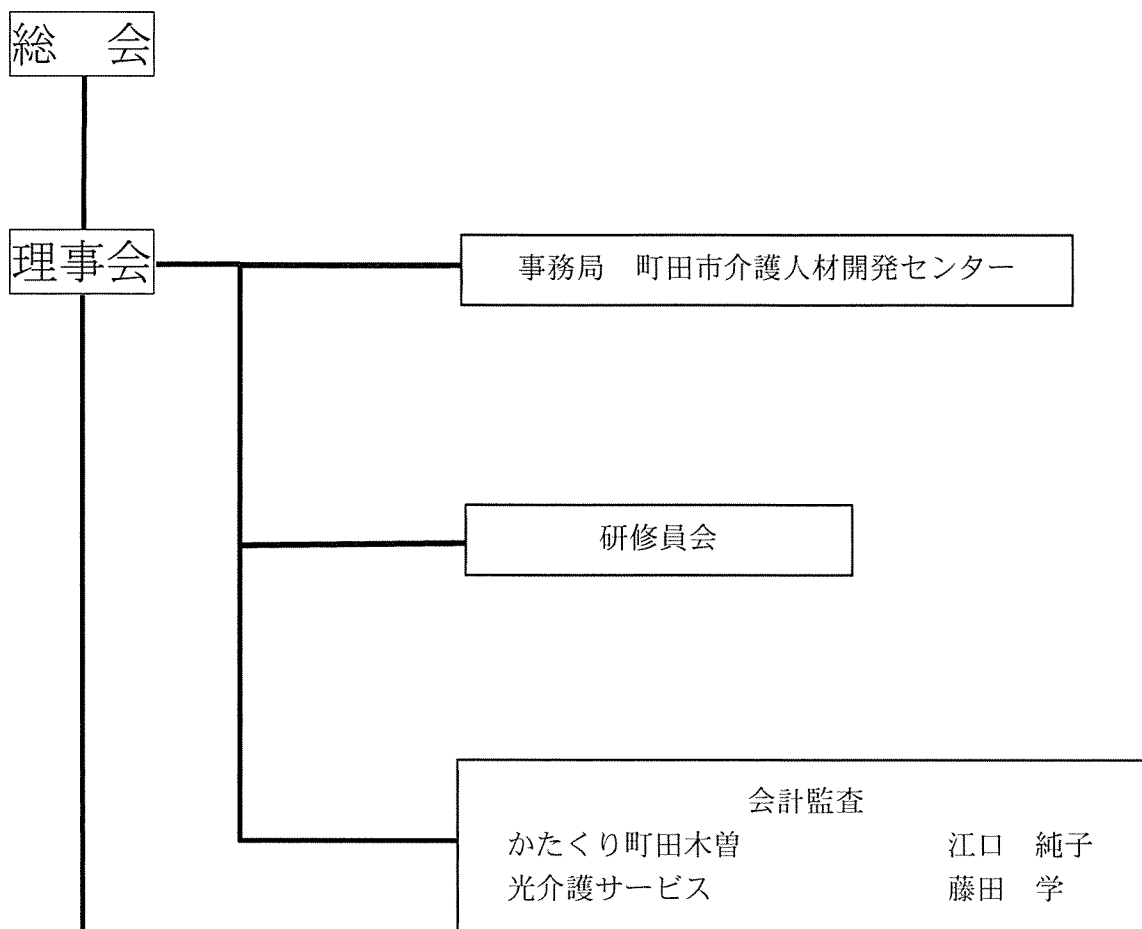 総　会
理事会
事務局　町田市介護人材開発センター
研修員会
会計監査
かたくり町田木曽　江口　純子
光介護サービス　藤田　学